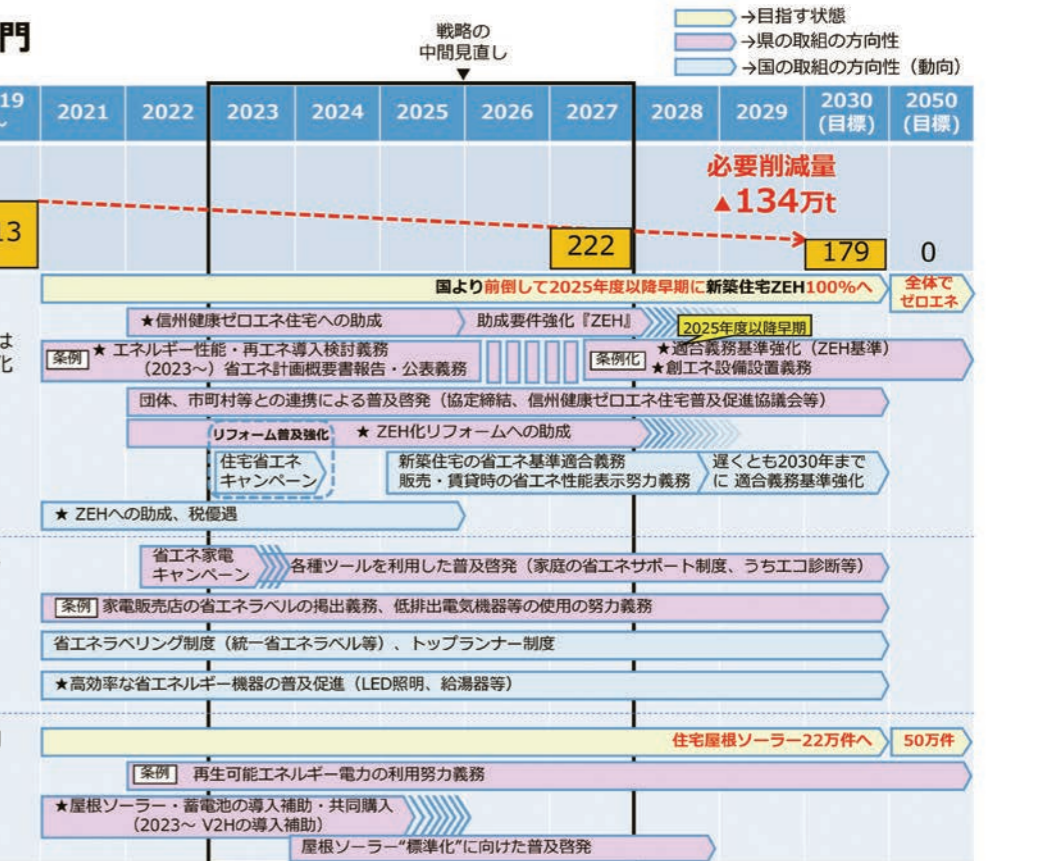 門
戦略の
中間見直し
▼
→目指す状態
→県の取組の方向性
→国の取組の方向性（動向）
19
～
2021
2022
2023
2024
2025
2026
2027
2028
2029
2030
(目標)
2050
(目標)
必要削減量
▲134万t
13
222
179
0
国より前倒して2025年度以降早期に新築住宅ZEH100%へ
全体で
ゼロエネ
★信州健康ゼロエネ住宅への助成
助成要件強化『ZEH』
2025年度以降早期
は
化
条例
★ エネルギー性能・再エネ導入検討義務
（2023～）省エネ計画概要書報告・公表義務
条例化
★適合義務基準強化（ZEH基準）
★創エネ設備設置義務
団体、市町村等との連携による普及啓発（協定締結、信州健康ゼロエネ住宅普及促進協議会等）
リフォーム普及強化
★ ZEH化リフォームへの助成
住宅省エネ
キャンペーン
新築住宅の省エネ基準適合義務
販売・賃貸時の省エネ性能表示努力義務
遅くとも2030年まで
に 適合義務基準強化
★ ZEHへの助成、税優遇
省エネ家電
キャンペーン
各種ツールを利用した普及啓発（家庭の省エネサポート制度、うちエコ診断等）
条例 家電販売店の省エネラベルの掲出義務、低排出電気機器等の使用の努力義務
省エネラベリング制度（統一省エネラベル等）、トップランナー制度
★高効率な省エネルギー機器の普及促進（LED照明、給湯器等）
住宅屋根ソーラー22万件へ
50万件
条例 再生可能エネルギー電力の利用努力義務
★屋根ソーラー・蓄電池の導入補助・共同購入
（2023～ V2Hの導入補助）
屋根ソーラー“標準化”に向けた普及啓発